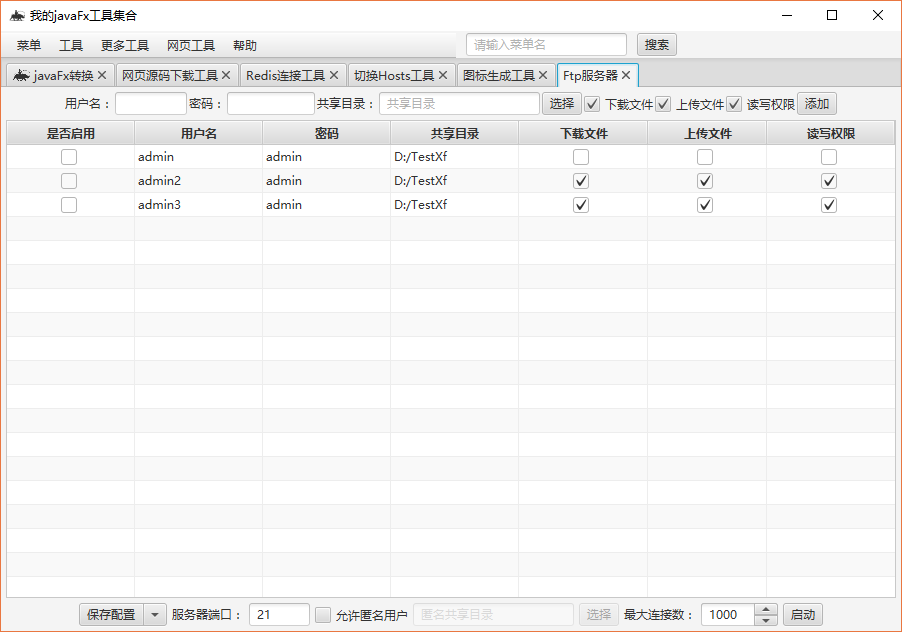 我的javaFx工具集合
菜单 工具 更多工具 网页工具 帮助 请输入菜单名 搜索
javaFx转换 网页源码下载工具 Redis连接工具 切换Hosts工具 图标生成工具 Ftp服务器
用户名： 密码： 共享目录： 共享目录 选择 下载文件 上传文件 读写权限 添加
是否启用 用户名 密码 共享目录 下载文件 上传文件 读写权限
admin admin D:/TestXf
admin2 admin D:/TestXf
admin3 admin D:/TestXf
保存配置 服务器端口： 21 允许匿名用户 匿名共享目录 选择 最大连接数： 1000 启动